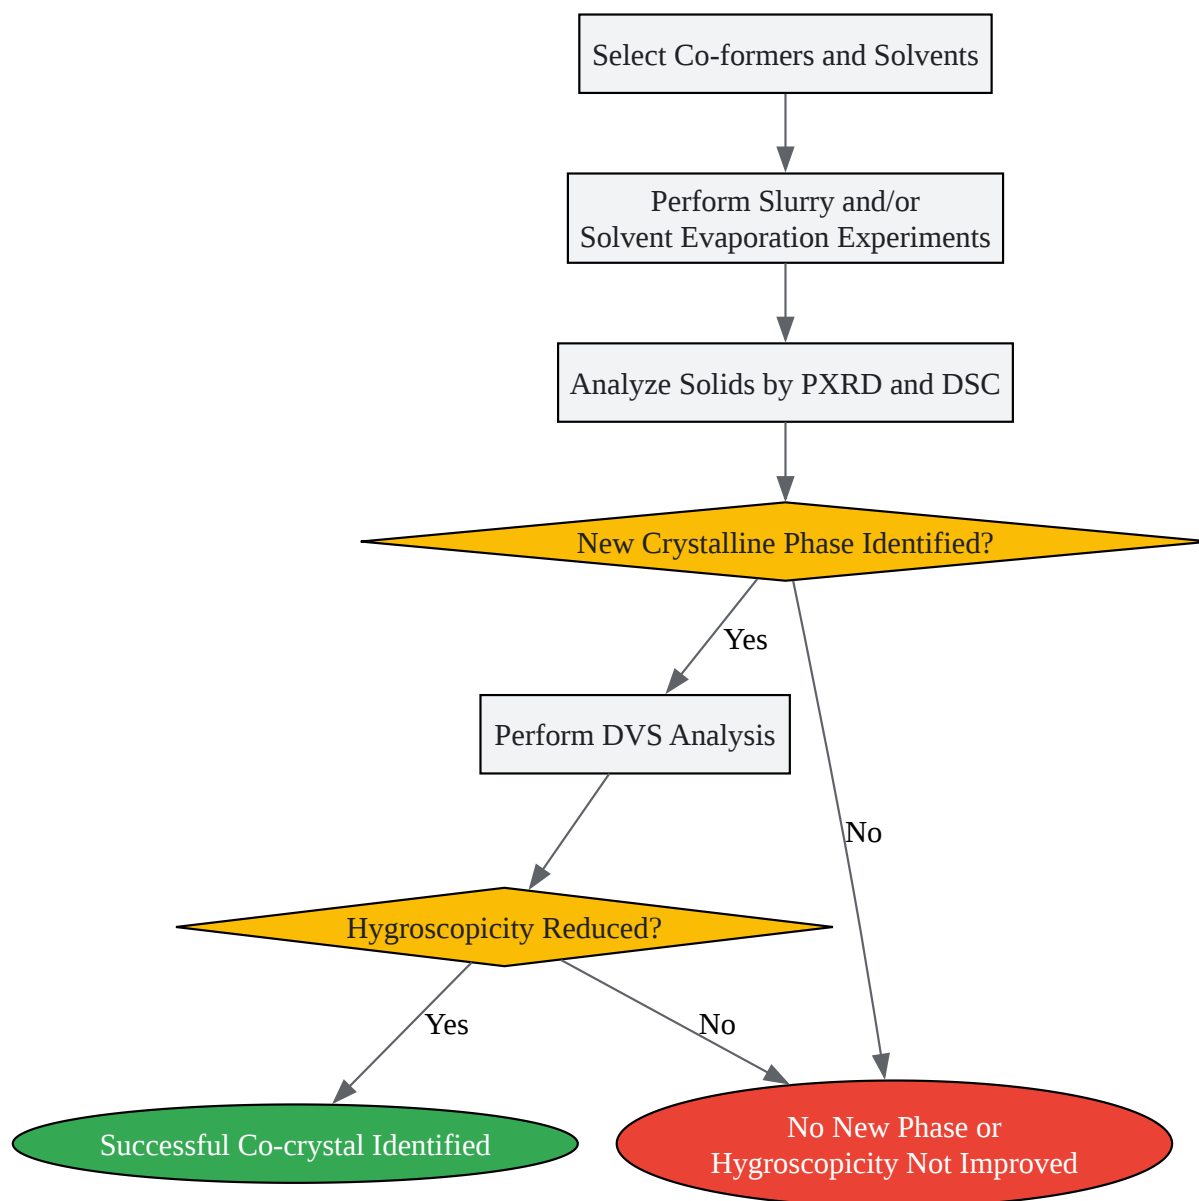 Select Co-formers and Solvents
Perform Slurry and/or
Solvent Evaporation Experiments
Analyze Solids by PXRD and DSC
New Crystalline Phase Identified?
Yes
Perform DVS Analysis
No
Hygroscopicity Reduced?
Yes
No
Successful Co-crystal Identified
No New Phase or
Hygroscopicity Not Improved